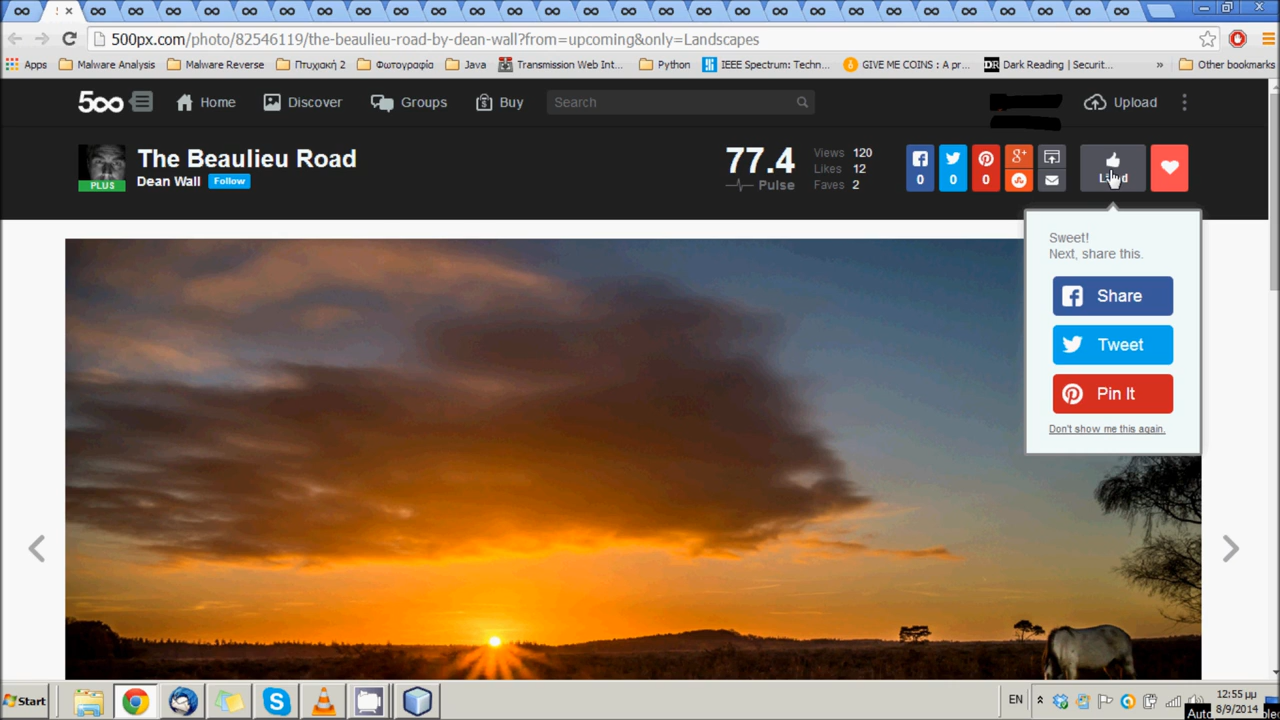 500px.com/photo/82546119/the-beaulieu-road-by-dean-wall?from=upcoming&only=Landscapes
Apps Malware Analysis Malware Reverse Πτυχιακή 2 Φωτογραφία Java Transmission Web Int... Python IEEE Spectrum: Techn... GIVE ME COINS : A pr... DR Dark Reading | Securit... » Other bookmarks
500 Home Discover Groups Buy Search Upload
The Beaulieu Road
PLUS Dean Wall Follow
77.4 Pulse
Views 120
Likes 12
Faves 2
0 0 0 g+
Sweet!
Next, share this.
Share
Tweet
Pin It
Don't show me this again.
Start EN 12:55 μμ
8/9/2014